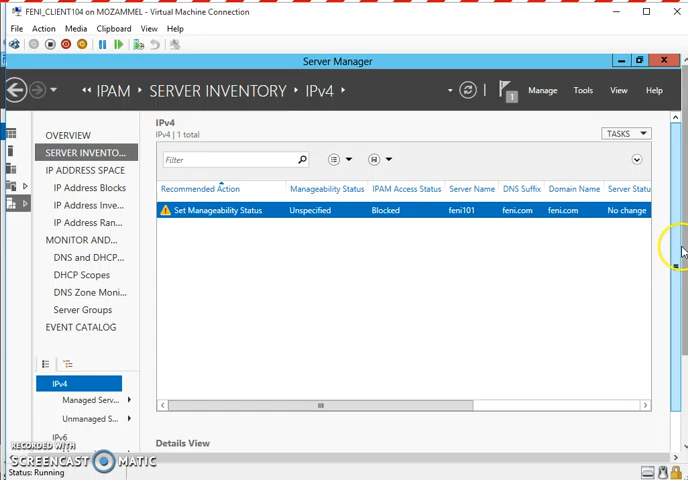 FENI_CLIENT104 on MOZAMMEL - Virtual Machine Connection
File Action Media Clipboard View Help
Server Manager
IPAM SERVER INVENTORY IPv4
1 Manage Tools View Help
OVERVIEW
SERVER INVENTO...
IP ADDRESS SPACE
IP Address Blocks
IP Address Inve...
IP Address Ran...
MONITOR AND...
DNS and DHCP...
DHCP Scopes
DNS Zone Moni...
Server Groups
EVENT CATALOG
IPv4
Managed Serv...
Unmanaged S...
IPv6
IPv4
IPv4 | 1 total
TASKS
Filter
Recommended Action Manageability Status IPAM Access Status Server Name DNS Suffix Domain Name Server Statu
Set Manageability Status Unspecified Blocked feni101 feni.com feni.com No change
Details View
RECORDED WITH
SCREENCAST MATIC
Status: Running